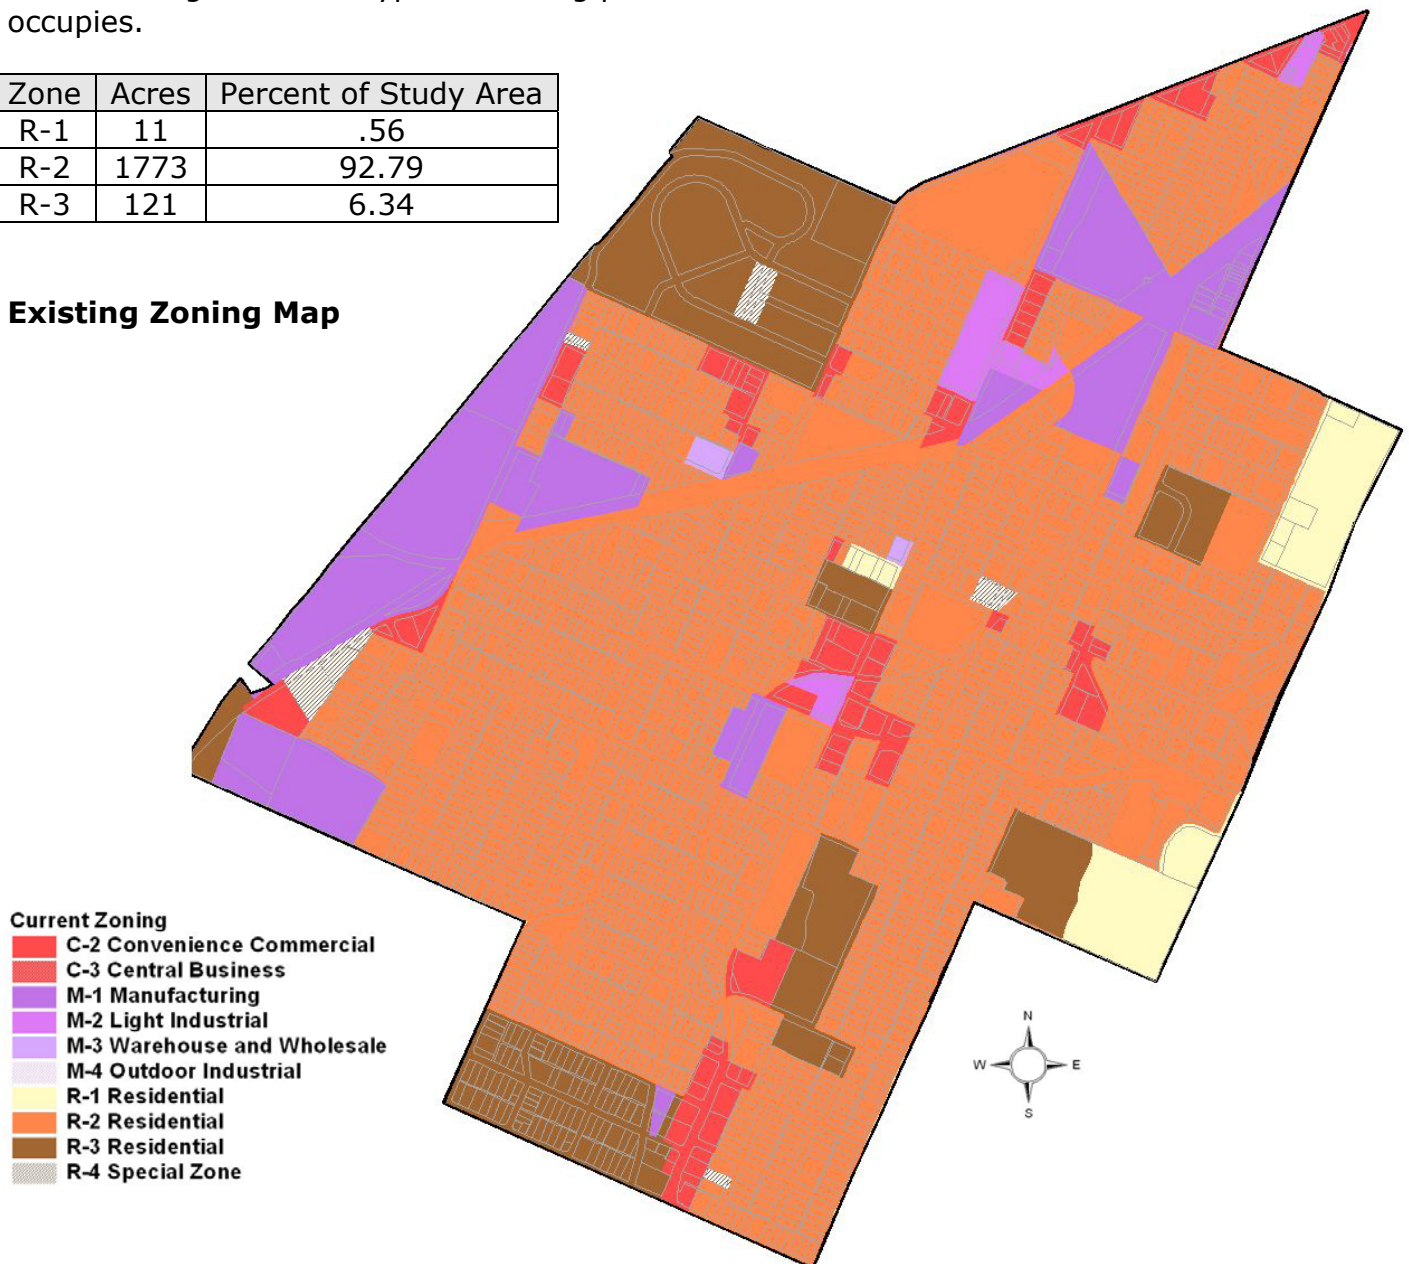 occupies.
Zone Acres Percent of Study Area
R-1 11 .56
R-2 1773 92.79
R-3 121 6.34
Existing Zoning Map
Current Zoning
C-2 Convenience Commercial
C-3 Central Business
M-1 Manufacturing
M-2 Light Industrial
M-3 Warehouse and Wholesale
M-4 Outdoor Industrial
R-1 Residential
R-2 Residential
R-3 Residential
R-4 Special Zone
N
W E
S